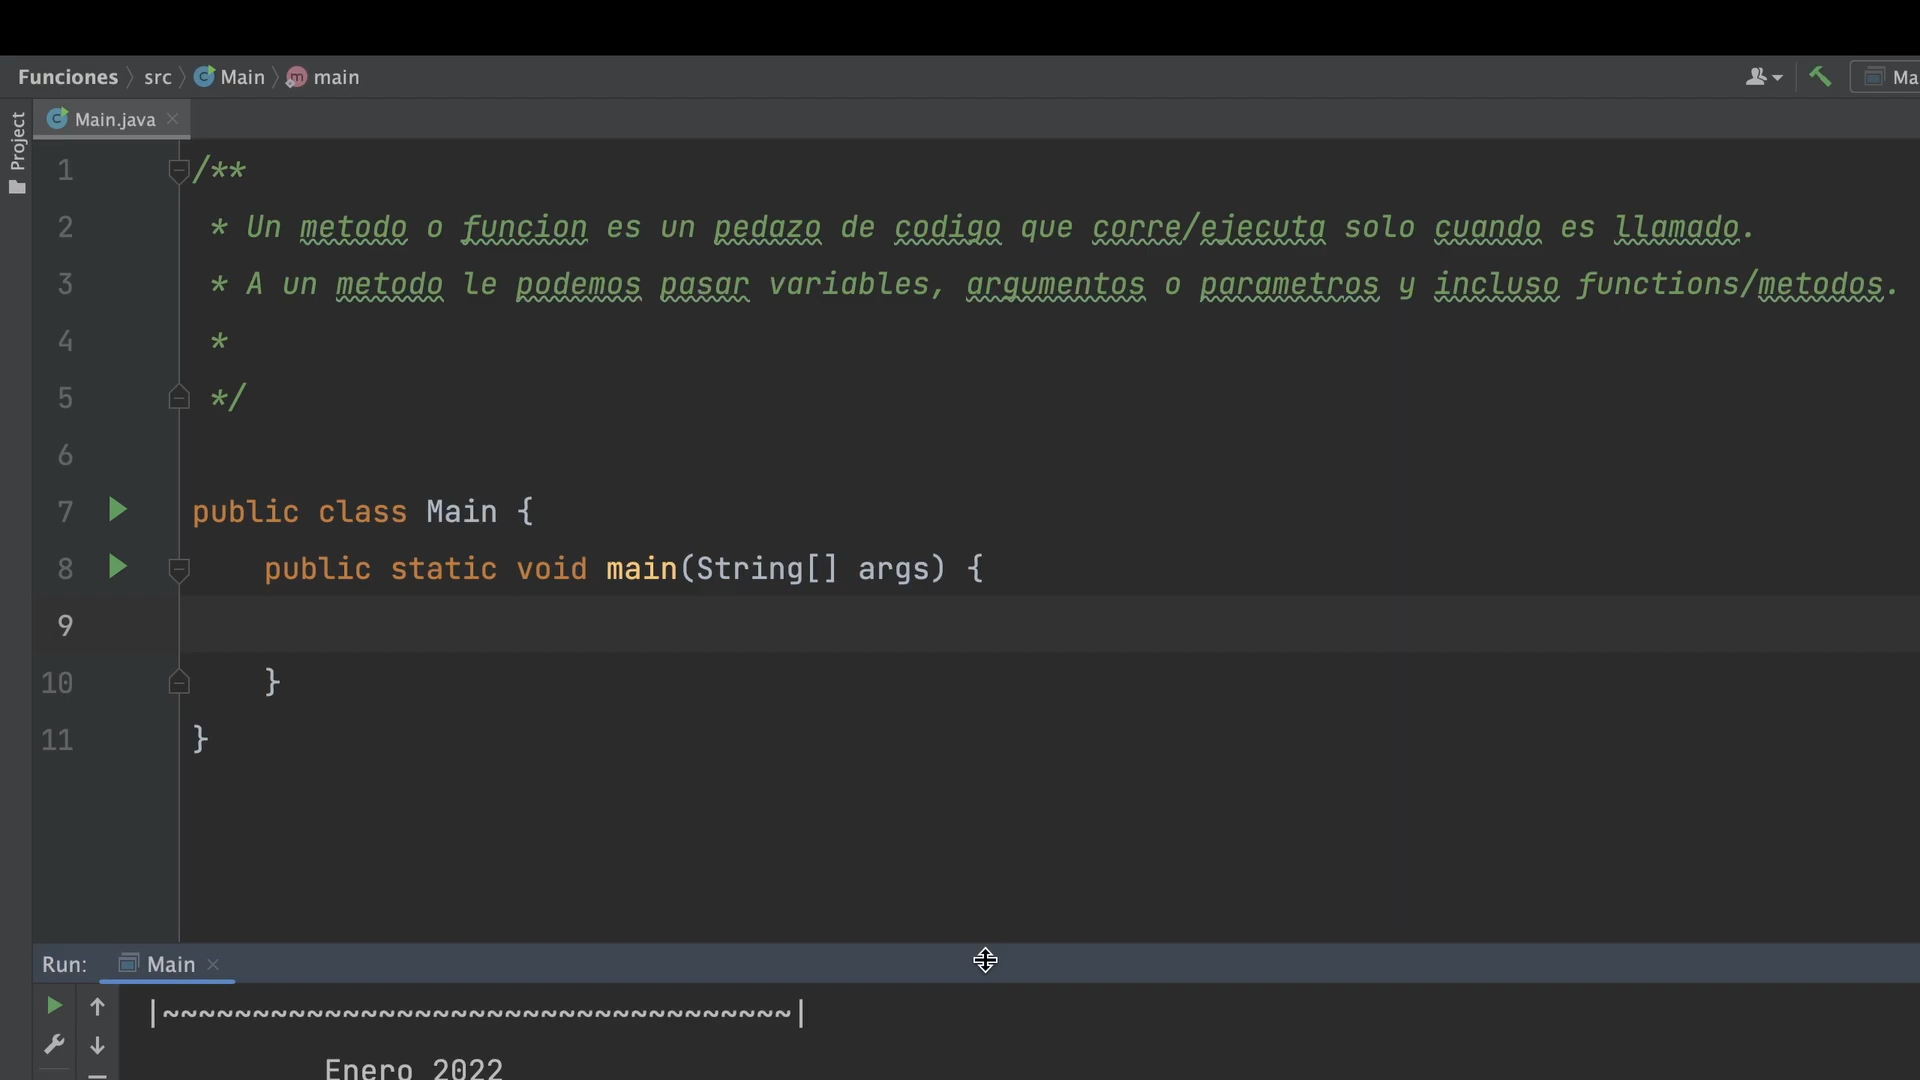 Funciones src Main main Ma
Project
Main.java
1 /**
2 * Un metodo o funcion es un pedazo de codigo que corre/ejecuta solo cuando es llamado.
3 * A un metodo le podemos pasar variables, argumentos o parametros y incluso functions/metodos.
4 *
5 */
6
7 public class Main {
8 public static void main(String[] args) {
9
10 }
11 }
Run: Main
|~~~~~~~~~~~~~~~~~~~~~~~~~~~~~~~~~~~|
Enero 2022